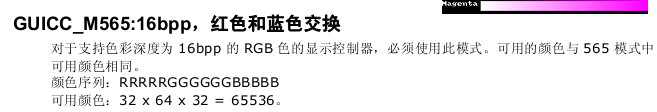 Magenta
GUICC_M565:16bpp，红色和蓝色交换
对于支持色彩深度为 16bpp 的 RGB 色的显示控制器，必须使用此模式。可用的颜色与 565 模式中
可用颜色相同。
颜色序列：RRRRRGGGGGGBBBBB
可用颜色：32 x 64 x 32 = 65536。